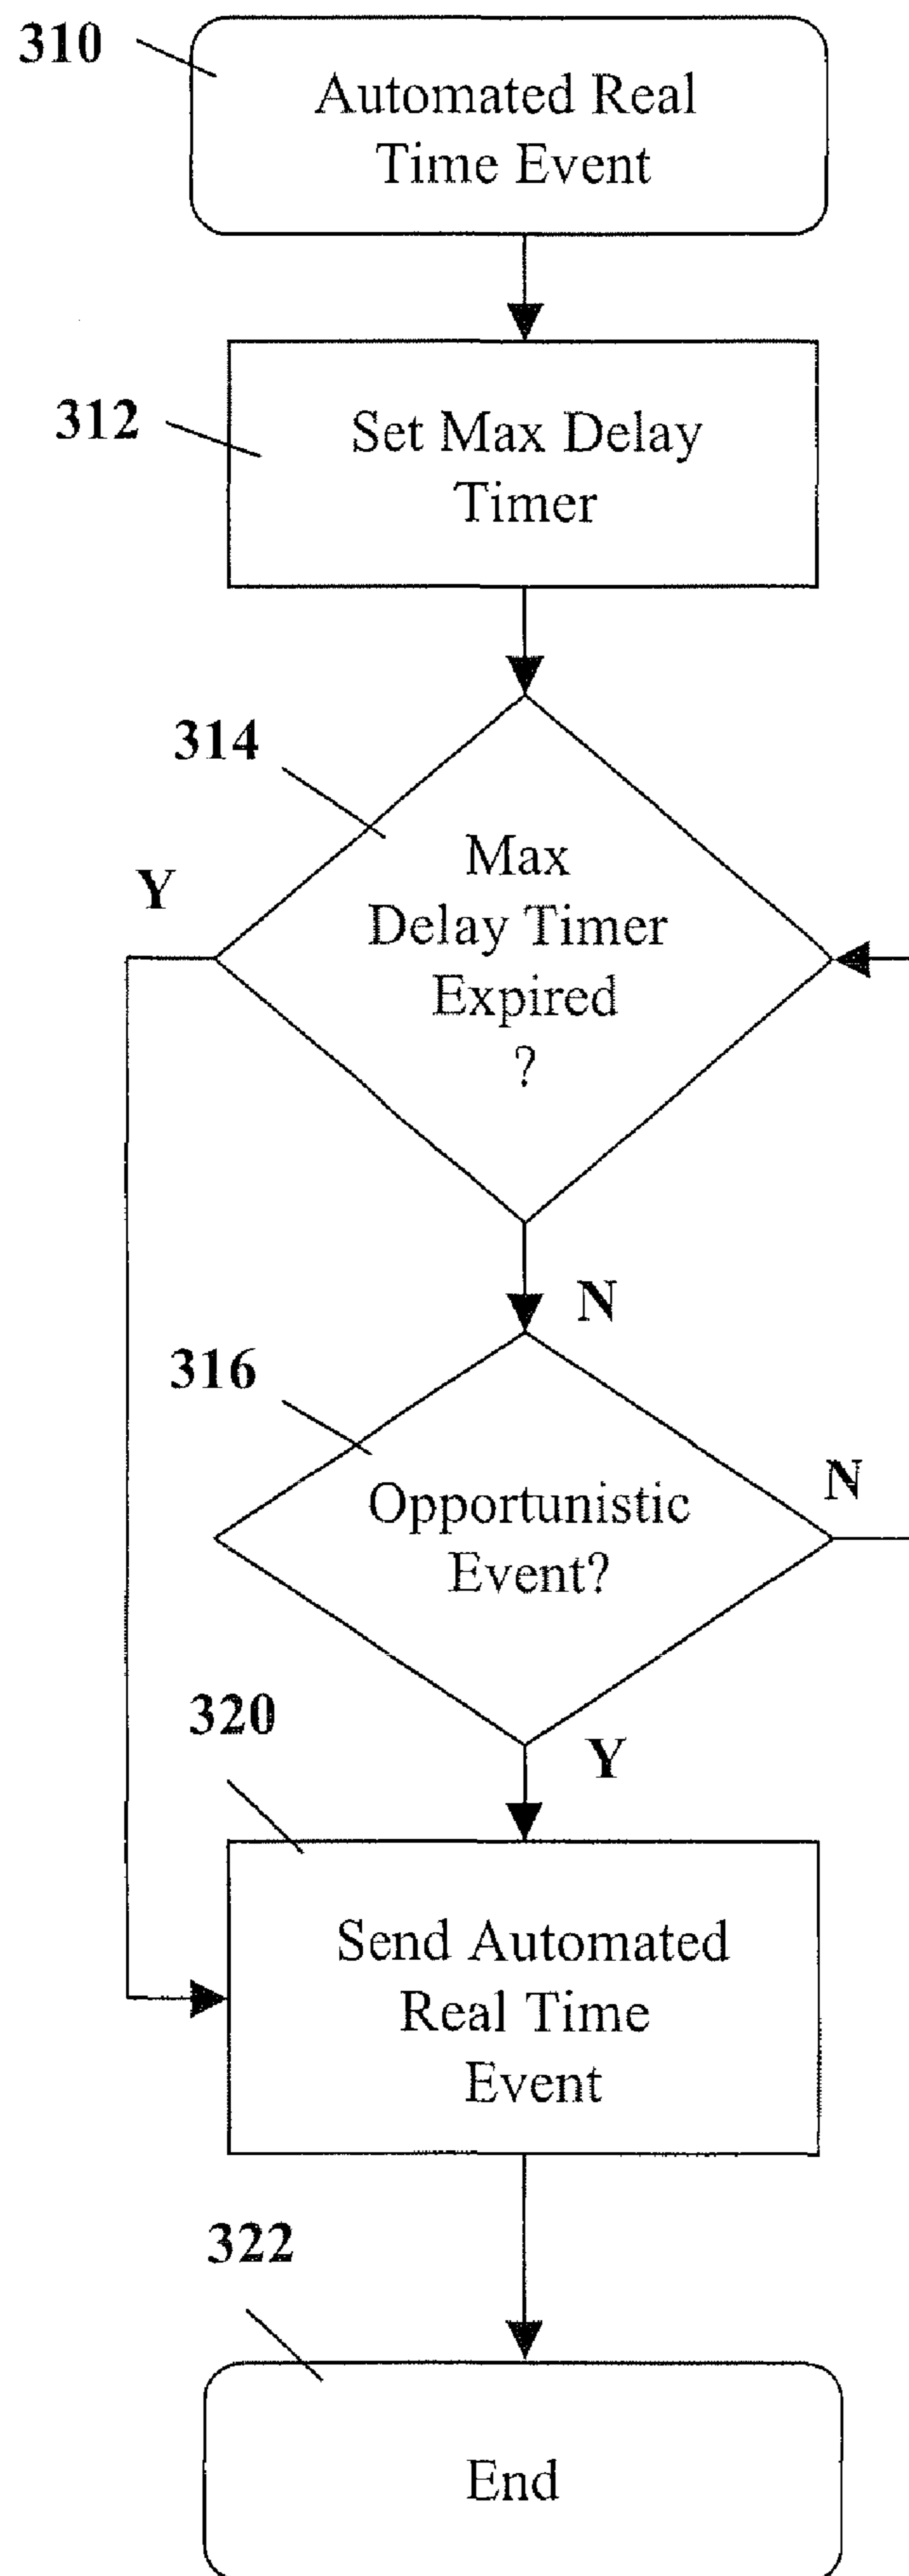 310
Automated Real
Time Event
312
Set Max Delay
Timer
314
Y
Max
Delay Timer
Expired
?
N
316
N
Opportunistic
Event?
320
Y
Send Automated
Real Time
Event
322
End